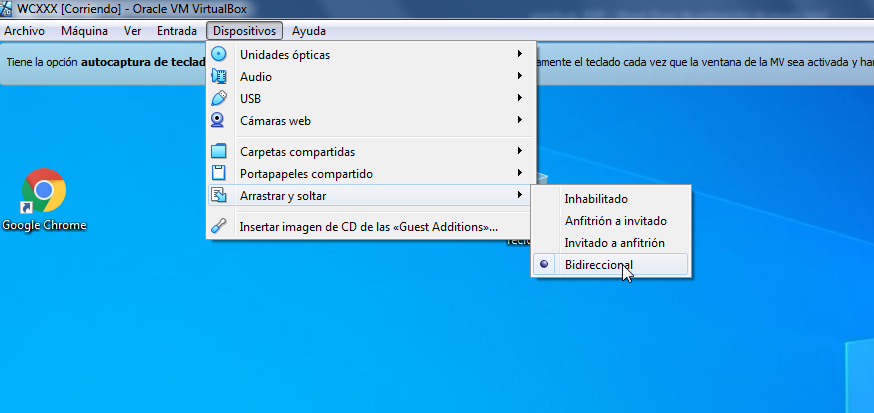 WCXXX [Corriendo] - Oracle VM VirtualBox
Archivo Máquina Ver Entrada Dispositivos Ayuda
Tiene la opción autocaptura de teclad
amente el teclado cada vez que la ventana de la MV sea activada y har
Unidades ópticas
Audio
USB
Cámaras web
Carpetas compartidas
Portapapeles compartido
Arrastrar y soltar
Insertar imagen de CD de las «Guest Additions»...
Inhabilitado
Anfitrión a invitado
Invitado a anfitrión
Bidireccional
Google Chrome